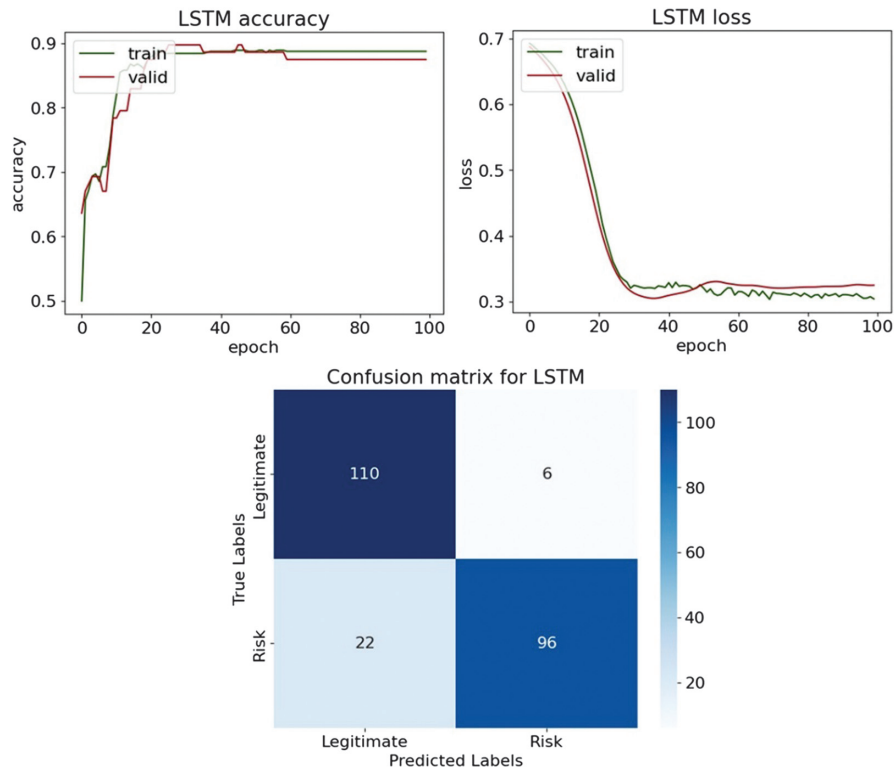 LSTM accuracy
0.9
0.8
0.7
0.6
0.5
accuracy
train
valid
0 20 40 60 80 100
epoch
LSTM loss
0.7
0.6
0.5
0.4
0.3
loss
train
valid
0 20 40 60 80 100
epoch
Confusion matrix for LSTM
True Labels
Legitimate
110 6
Risk
22 96
Legitimate Risk
Predicted Labels
100
80
60
40
20